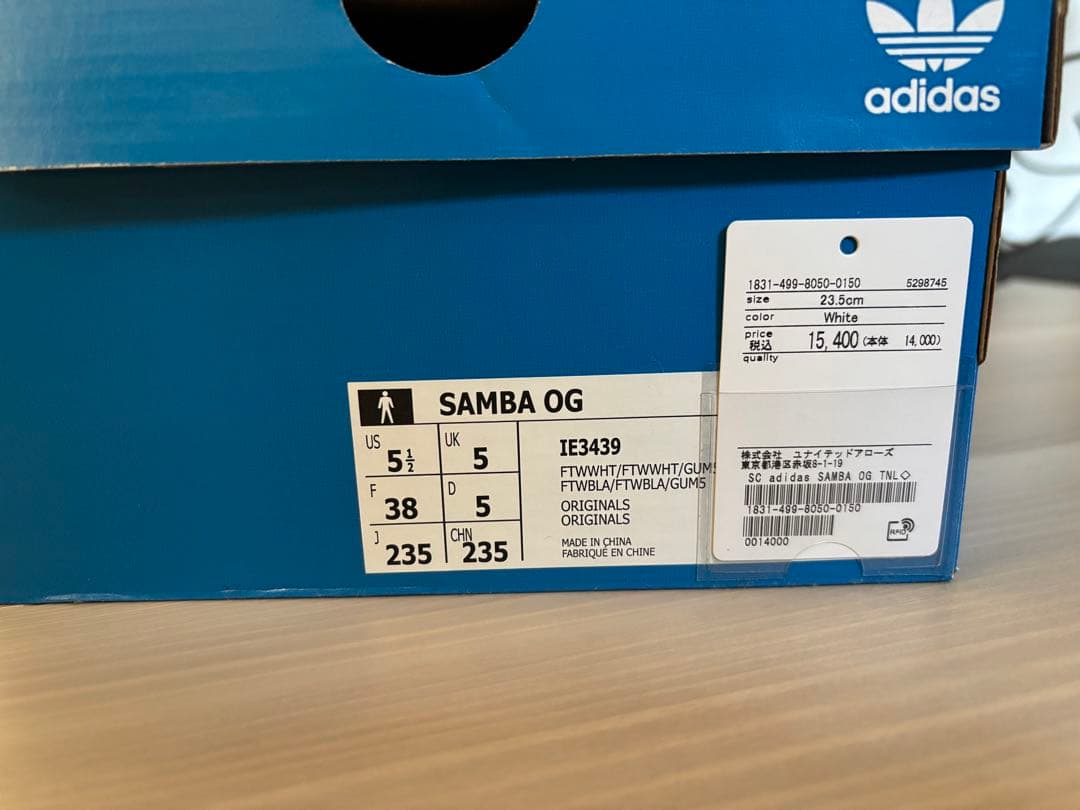 adidas
SAMBA OG
US 5½ UK 5
F 38 D 5
J 235 CHN 235
IE3439
FTWWHT/FTWWHT/GUM5
FTWBLA/FTWBLA/GUM5
ORIGINALS
ORIGINALS
MADE IN CHINA
FABRIQUÉ EN CHINE
1831-499-8050-0150 5298745
size 23.5cm
color White
price
税込 15,400 (本体 14,000)
quality
株式会社 ユナイテッドアローズ
東京都港区赤坂8-1-19
SC adidas SAMBA OG TNL◇
1831-499-8050-0150
0014000
RFID